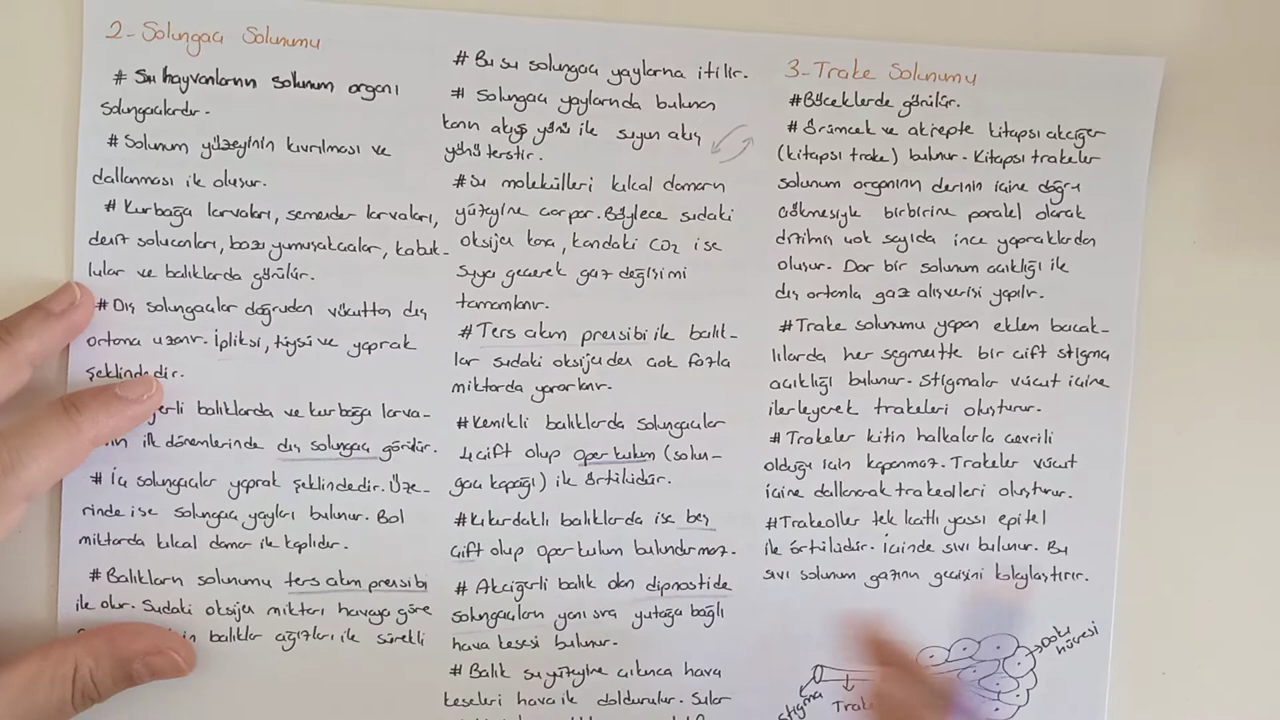 2- Solungaç Solunumu
# Su hayvanlarının solunum organı
solungaçlardır.
# Solunum yüzeyinin kıvrılması ve
dallanması ile oluşur.
# Kurbağa larvaları, semender larvaları,
deniz solucanları, bazı yumuşakçalar, kabuk-
lular ve balıklarda görülür.
# Dış solungaçlar doğrudan vücuttan dış
ortama uzanır. İpliksi, tüysü ve yaprak
şeklindedir.
balıklarda ve kurbağa larva-
ilk dönemlerinde dış solungaç görülür.
# İç solungaçlar yaprak şeklindedir. Üze-
rinde ise solungaç yayları bulunur. Bol
miktarda kılcal damar ile kaplıdır.
# Balıkların solunumu ters akım prensibi
ile olur. Sudaki oksijen miktarı havaya göre
balıklar ağızları ile sürekli
# Bu su solungaç yaylarına itilir.
# Solungaç yaylarında bulunan
kanın akış yönü ile suyun akış
yönü terstir.
# Su molekülleri kılcal damarın
yüzeyine çarpar. Böylece sudaki
oksijen kana, kandaki CO2 ise
suya geçerek gaz değişimi
tamamlanır.
# Ters akım prensibi ile balık-
lar sudaki oksijenden çok fazla
miktarda yararlanır.
# Kemikli balıklarda solungaçlar
4 çift olup operkulum (solun-
gaç kapağı) ile örtülüdür.
# Kıkırdaklı balıklarda ise beş
çift olup operkulum bulundurmaz.
# Akciğerli balık olan dipnostide
solungaçların yanı sıra yutağa bağlı
hava kesesi bulunur.
# Balık su yüzeyine çıkınca hava
keseleri hava ile doldurulur. Sular
3- Trake Solunumu
# Böceklerde görülür.
# Örümcek ve akrepte kitapsı akciğer
(kitapsı trake) bulunur. Kitapsı trakeler
solunum organının derinin içine doğru
çökmesiyle birbirine paralel olarak
dizilmiş çok sayıda ince yapraklardan
oluşur. Dar bir solunum açıklığı ile
dış ortamla gaz alışverişi yapılır.
# Trake solunumu yapan eklem bacak-
lılarda her segmentte bir çift stigma
açıklığı bulunur. Stigmalar vücut içine
ilerleyerek trakeleri oluşturur.
# Trakeler kitin halkalarla çevrili
olduğu için kapanmaz. Trakeler vücut
içine dallanarak trakeolleri oluşturur.
# Trakeoller tek katlı yassı epitel
ile örtülüdür. İçinde sıvı bulunur. Bu
sıvı solunum gazının geçişini kolaylaştırır.
Doku
hücresi
Stigma